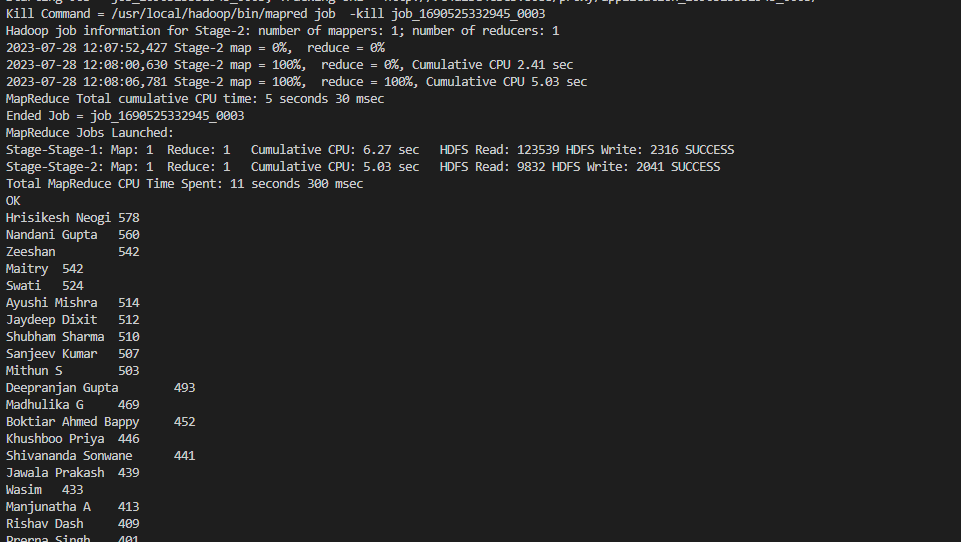 Kill Command = /usr/local/hadoop/bin/mapred job  -kill job_1690525332945_0003
Hadoop job information for Stage-2: number of mappers: 1; number of reducers: 1
2023-07-28 12:07:52,427 Stage-2 map = 0%,  reduce = 0%
2023-07-28 12:08:00,630 Stage-2 map = 100%,  reduce = 0%, Cumulative CPU 2.41 sec
2023-07-28 12:08:06,781 Stage-2 map = 100%,  reduce = 100%, Cumulative CPU 5.03 sec
MapReduce Total cumulative CPU time: 5 seconds 30 msec
Ended Job = job_1690525332945_0003
MapReduce Jobs Launched:
Stage-Stage-1: Map: 1  Reduce: 1   Cumulative CPU: 6.27 sec   HDFS Read: 123539 HDFS Write: 2316 SUCCESS
Stage-Stage-2: Map: 1  Reduce: 1   Cumulative CPU: 5.03 sec   HDFS Read: 9832 HDFS Write: 2041 SUCCESS
Total MapReduce CPU Time Spent: 11 seconds 300 msec
OK
Hrisikesh Neogi 578
Nandani Gupta   560
Zeeshan         542
Maitry  542
Swati   524
Ayushi Mishra   514
Jaydeep Dixit   512
Shubham Sharma  510
Sanjeev Kumar   507
Mithun S        503
Deepranjan Gupta        493
Madhulika G     469
Boktiar Ahmed Bappy     452
Khushboo Priya  446
Shivananda Sonwane      441
Jawala Prakash  439
Wasim   433
Manjunatha A    413
Rishav Dash     409
Prerna Singh    401